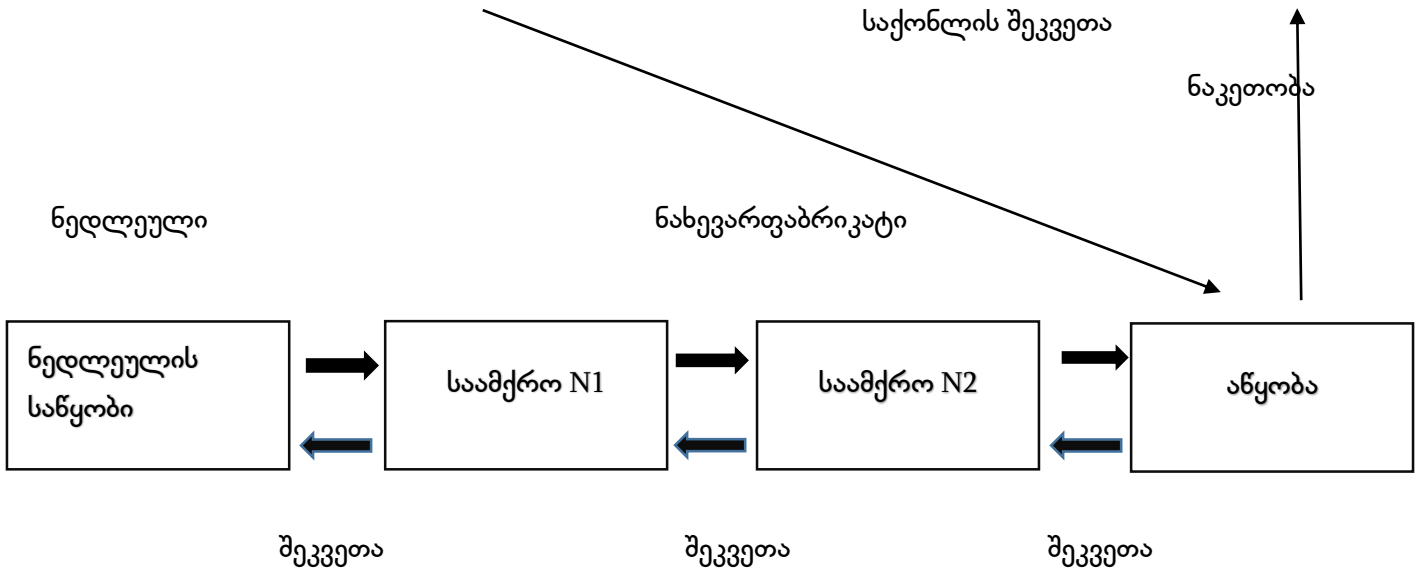 საქონლის შეკვეთა
ნაკეთობა
ნედლეული
ნახევარფაბრიკატი
ნედლეულის
საწყობი
საამქრო N1
საამქრო N2
აწყობა
შეკვეთა
შეკვეთა
შეკვეთა